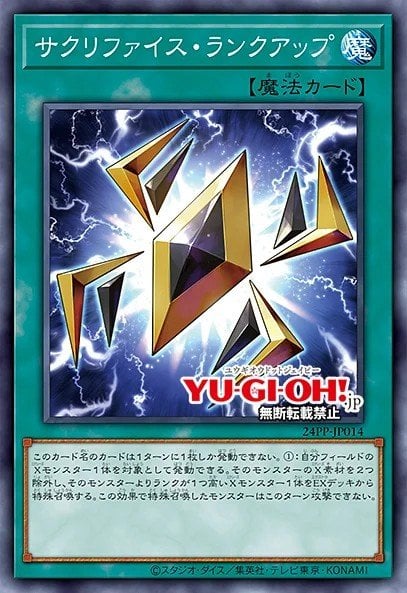 サクリファイス・ランクアップ 魔
まほう
【魔法カード】
ユウギオウドットジェイピー
YU-GI-OH!.jp
無断転載禁止
24PP-JP014
このカード名のカードは1ターンに1枚しか発動できない。①:自分フィールドの
Xモンスター1体を対象として発動できる。そのモンスターのX素材を2つ
除外し、そのモンスターよりランクが1つ高いXモンスター1体をEXデッキから
特殊召喚する。この効果で特殊召喚したモンスターはこのターン攻撃できない。
©スタジオ・ダイス/集英社・テレビ東京・KONAMI